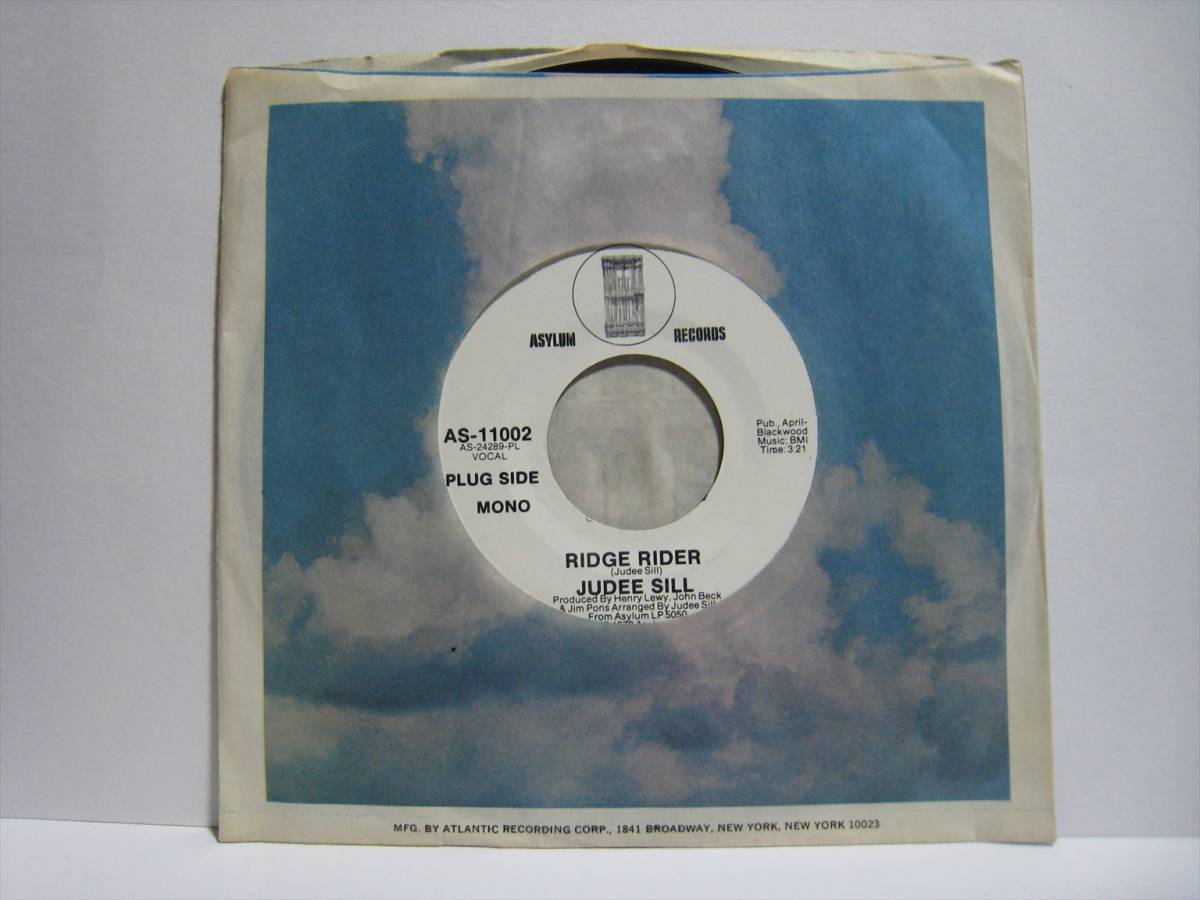 ASYLUM RECORDS
AS-11002
AS-24289-PL
VOCAL
PLUG SIDE
MONO
Pub., April-
Blackwood
Music; BMI
Time: 3:21
RIDGE RIDER
(Judee Sill)
JUDEE SILL
Produced By Henry Lewy, John Beck
& Jim Pons Arranged By Judee Sill
From Asylum LP 5050
MFG. BY ATLANTIC RECORDING CORP., 1841 BROADWAY, NEW YORK, NEW YORK 10023